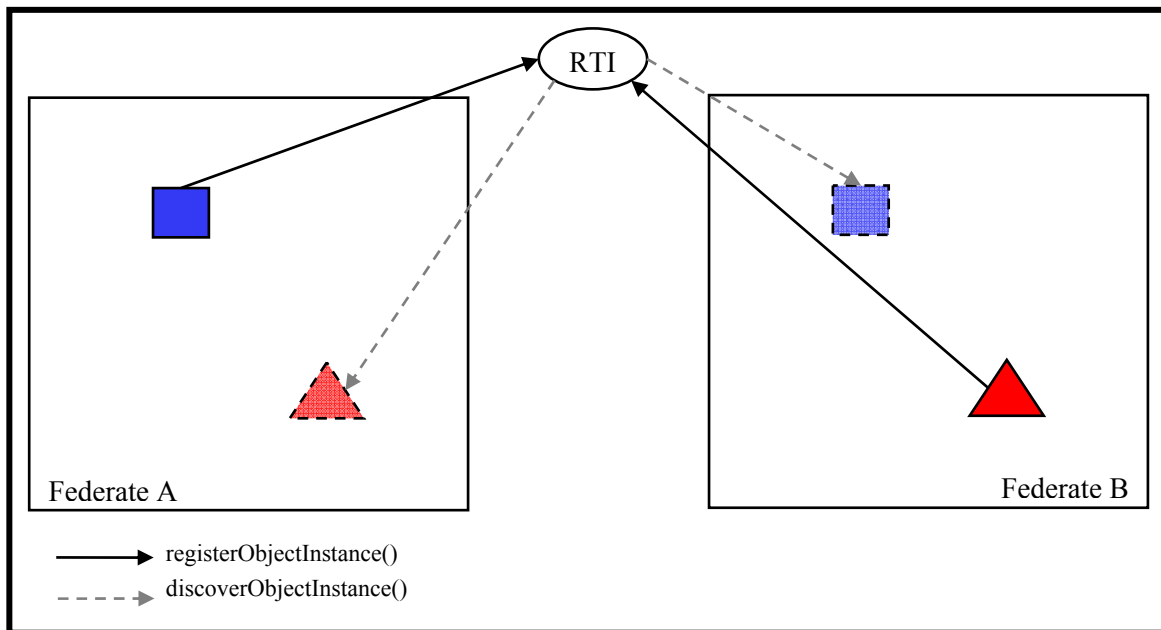 RTI
Federate A
Federate B
registerObjectInstance()
discoverObjectInstance()